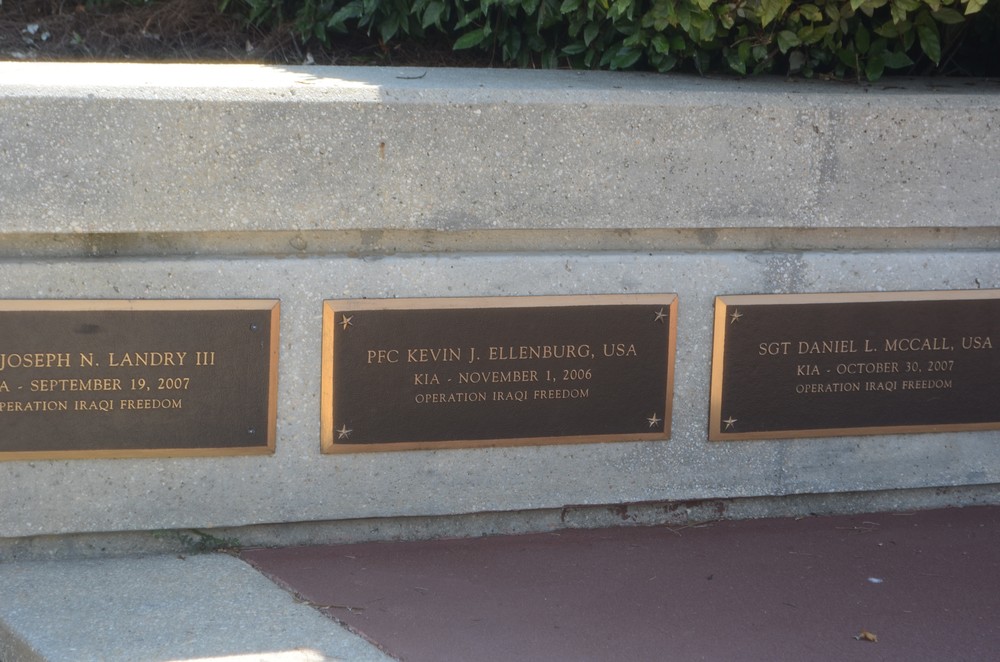 JOSEPH N. LANDRY III
A - SEPTEMBER 19, 2007
PERATION IRAQI FREEDOM
PFC KEVIN J. ELLENBURG, USA
KIA - NOVEMBER 1, 2006
OPERATION IRAQI FREEDOM
SGT DANIEL L. MCCALL, USA
KIA - OCTOBER 30, 2007
OPERATION IRAQI FREEDOM